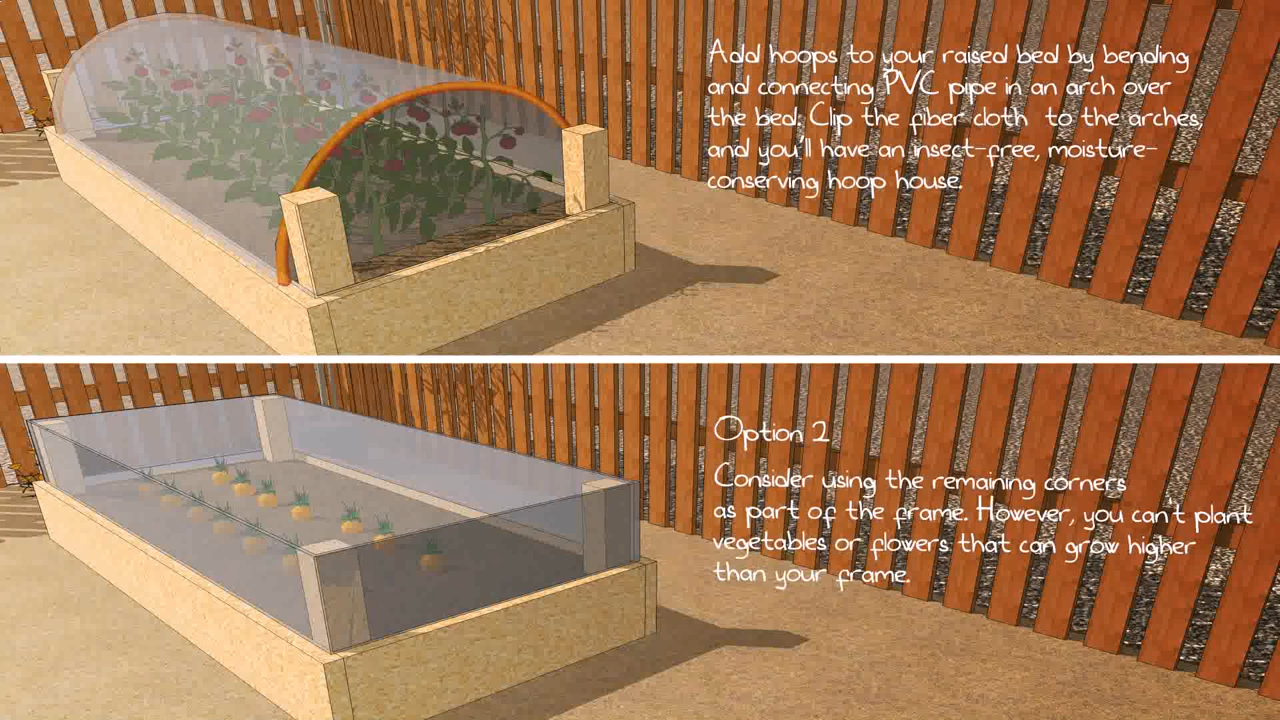 Add hoops to your raised bed by bending
and connecting PVC pipe in an arch over
the bed. Clip the fiber cloth to the arches,
and you'll have an insect-free, moisture-
conserving hoop house.
Option 2
Consider using the remaining corners
as part of the frame. However, you can't plant
vegetables or flowers that can grow higher
than your frame.